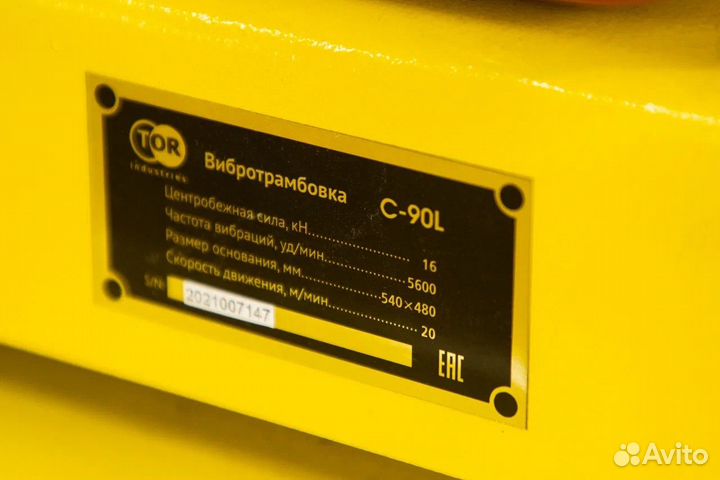 TOR
industries
Вибротрамбовка C-90L
Центробежная сила, кН.................... 16
Частота вибраций, уд/мин................ 5600
Размер основания, мм................ 540×480
Скорость движения, м/мин................ 20
S/N: 2021007147
EAC
Avito